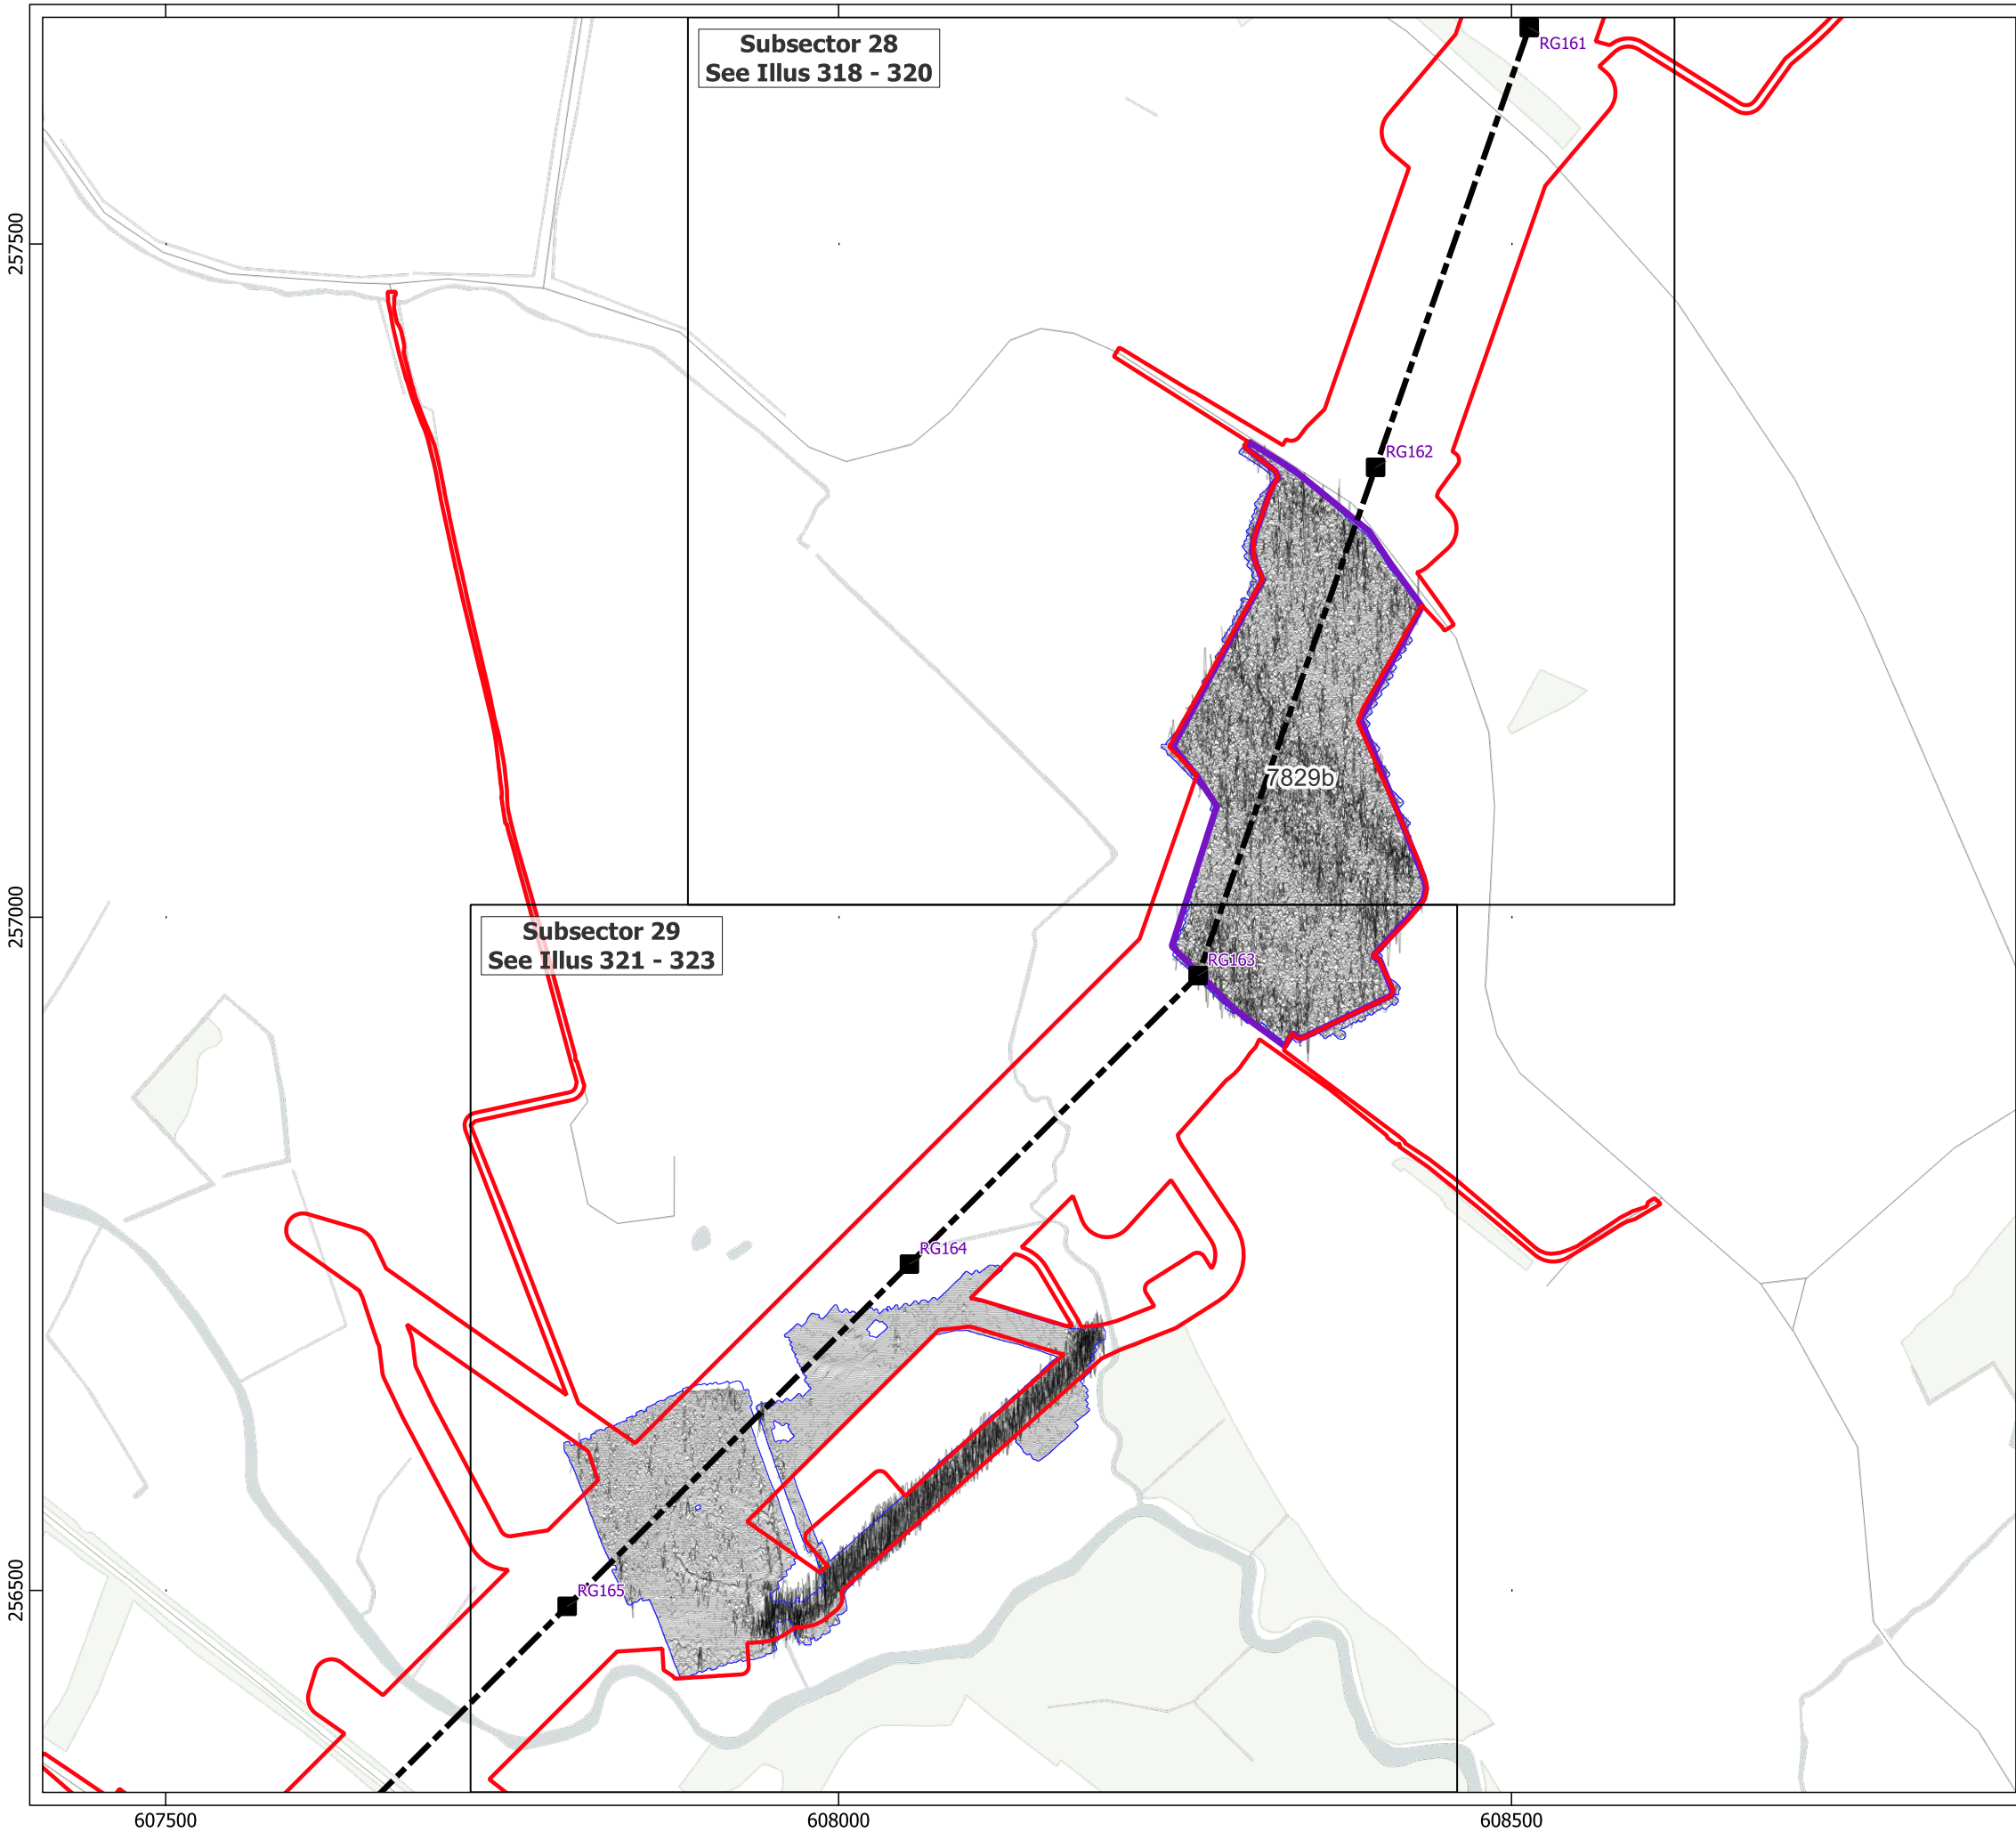 Subsector 28
See Illus 318 - 320
RG161
257500
RG162
7829b
257000
Subsector 29
See Illus 321 - 323
RG163
RG164
256500
RG165
607500
608000
608500